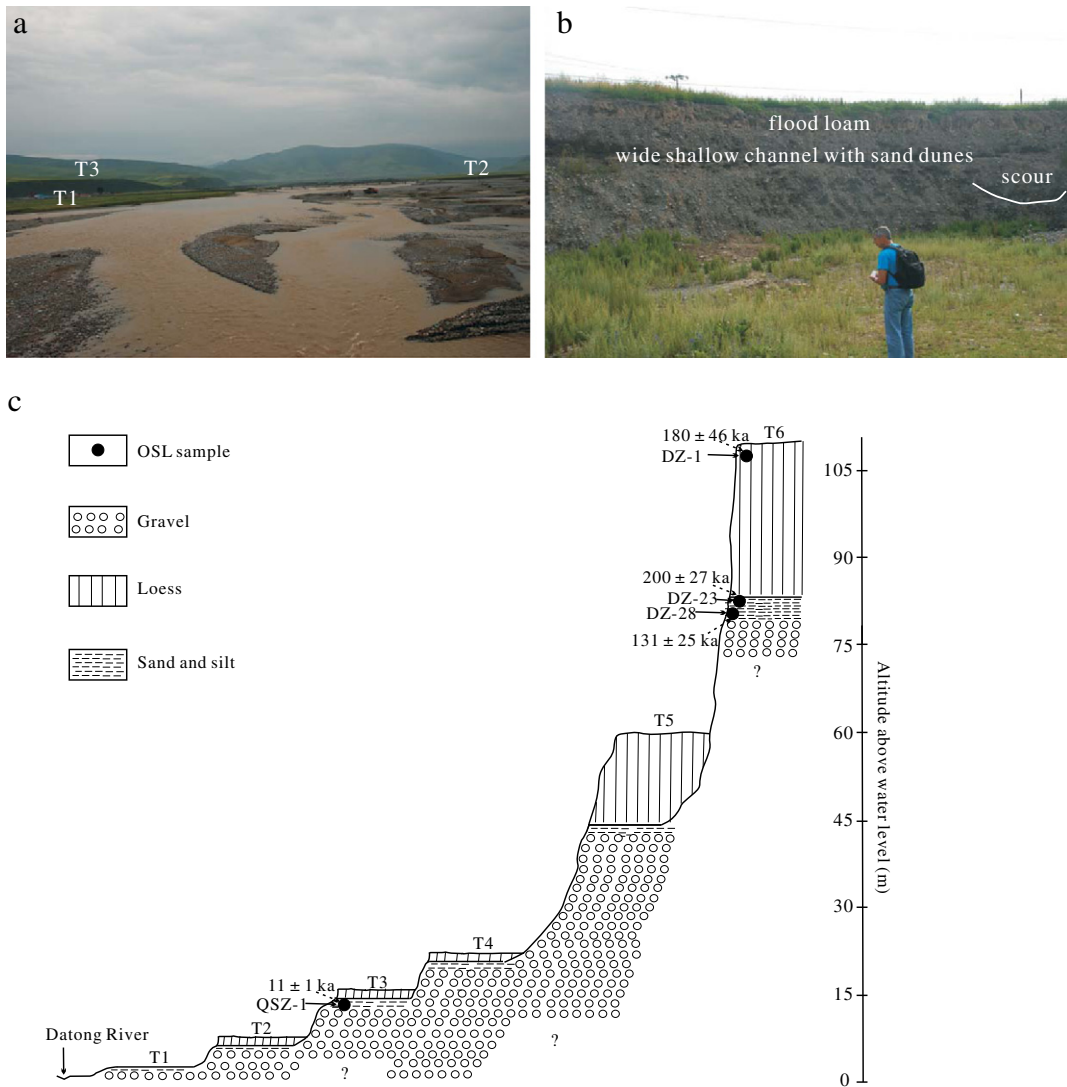 a
T3
T1
T2
b
flood loam
wide shallow channel with sand dunes
scour
c
OSL sample
Gravel
Loess
Sand and silt
180 ± 46 ka
T6
DZ-1
200 ± 27 ka
DZ-23
DZ-28
131 ± 25 ka
?
T5
T4
11 ± 1 ka
T3
QSZ-1
T2
Datong River
T1
?
?
105
90
75
60
45
30
15
0
Altitude above water level (m)